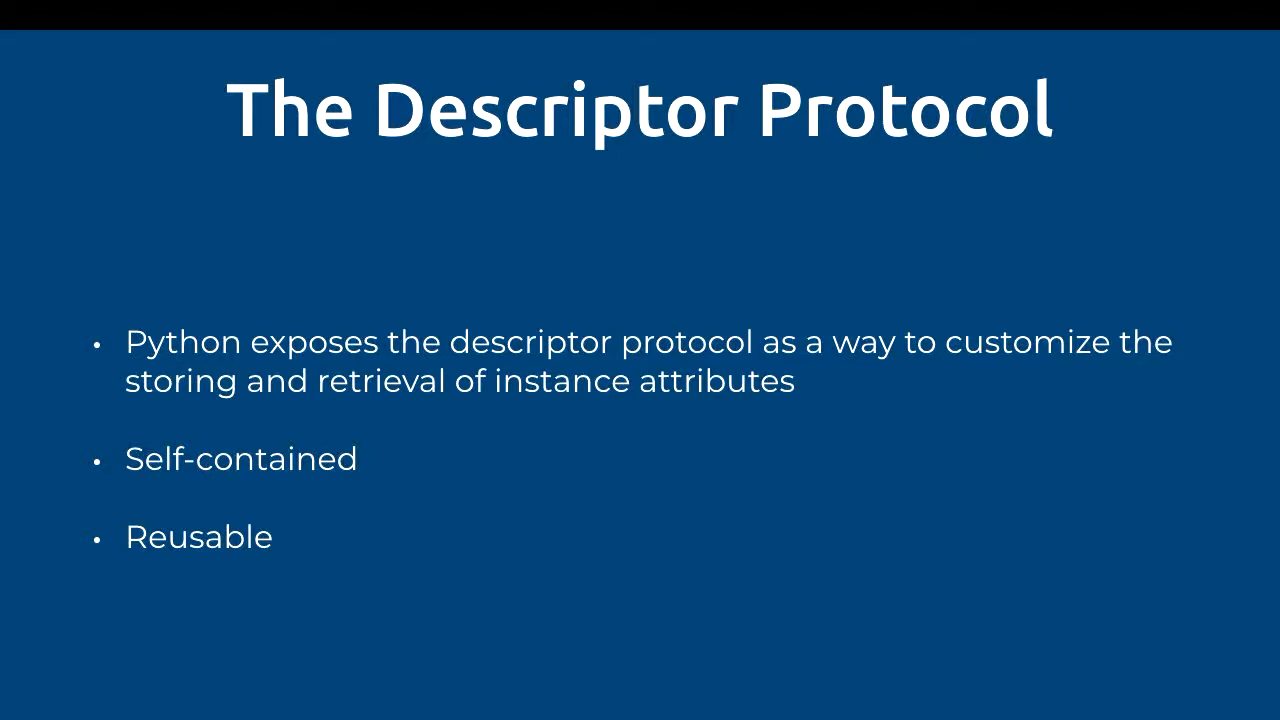 The Descriptor Protocol
• Python exposes the descriptor protocol as a way to customize the
storing and retrieval of instance attributes
• Self-contained
• Reusable